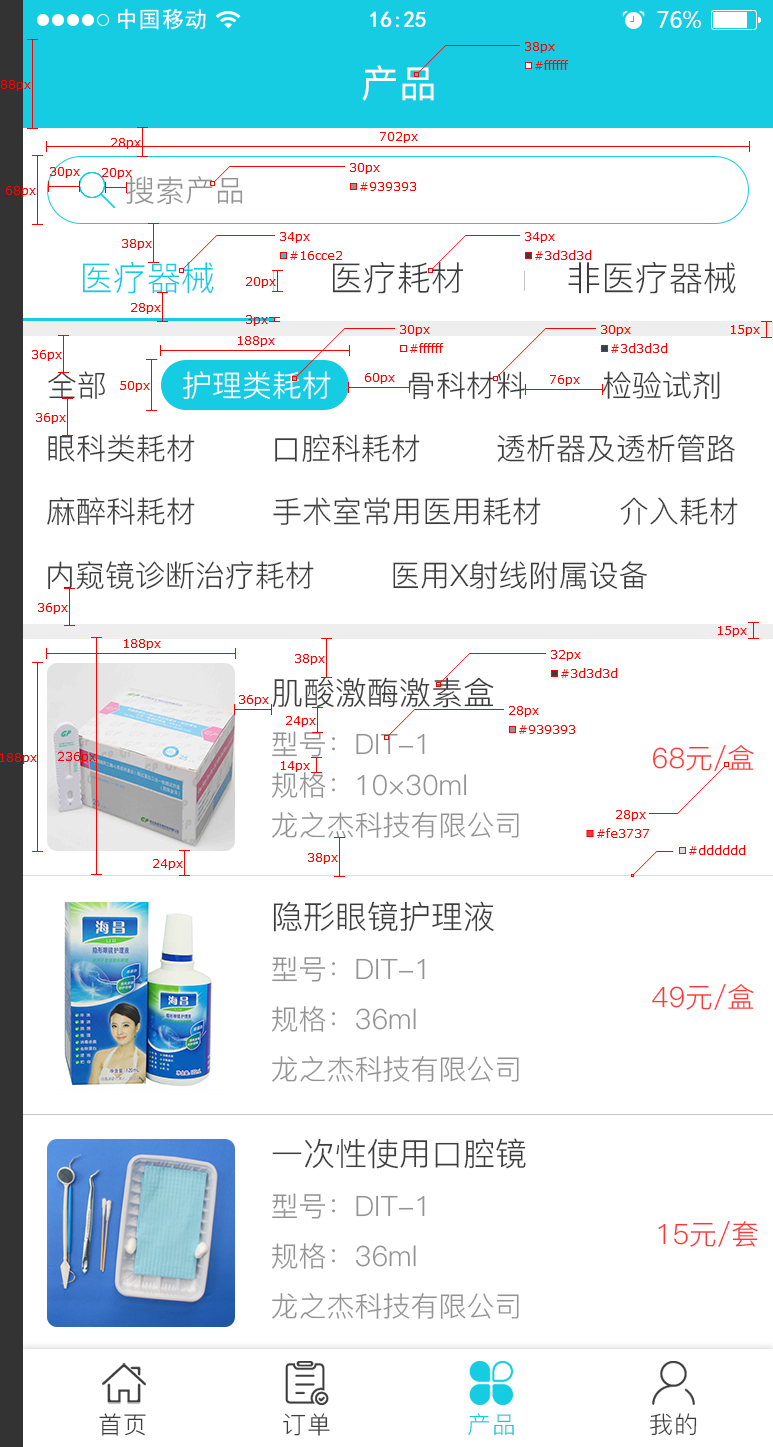 中国移动 16:25 76%
38px
#ffffff
88px
产品
702px
28px
30px
30px 20px
#939393
68px
搜索产品
38px
34px 34px
#16cce2 #3d3d3d
医疗器械 医疗耗材 非医疗器械
20px
28px
3px
15px
30px 30px
188px
#ffffff #3d3d3d
36px
60px 76px
50px
全部 护理类耗材 骨科材料 检验试剂
36px
眼科类耗材 口腔科耗材 透析器及透析管路
麻醉科耗材 手术室常用医用耗材 介入耗材
内窥镜诊断治疗耗材 医用X射线附属设备
36px
15px
188px
38px
32px
#3d3d3d
36px
肌酸激酶激素盒
28px
24px
#939393
型号：DIT-1
188px 236px
68元/盒
14px
规格：10×30ml
28px
龙之杰科技有限公司
#fe3737
#dddddd
24px
38px
海昌
隐形眼镜护理液
隐形眼镜护理液
型号：DIT-1
49元/盒
海昌
规格：36ml
龙之杰科技有限公司
一次性使用口腔镜
型号：DIT-1
15元/套
规格：36ml
龙之杰科技有限公司
首页 订单 产品 我的